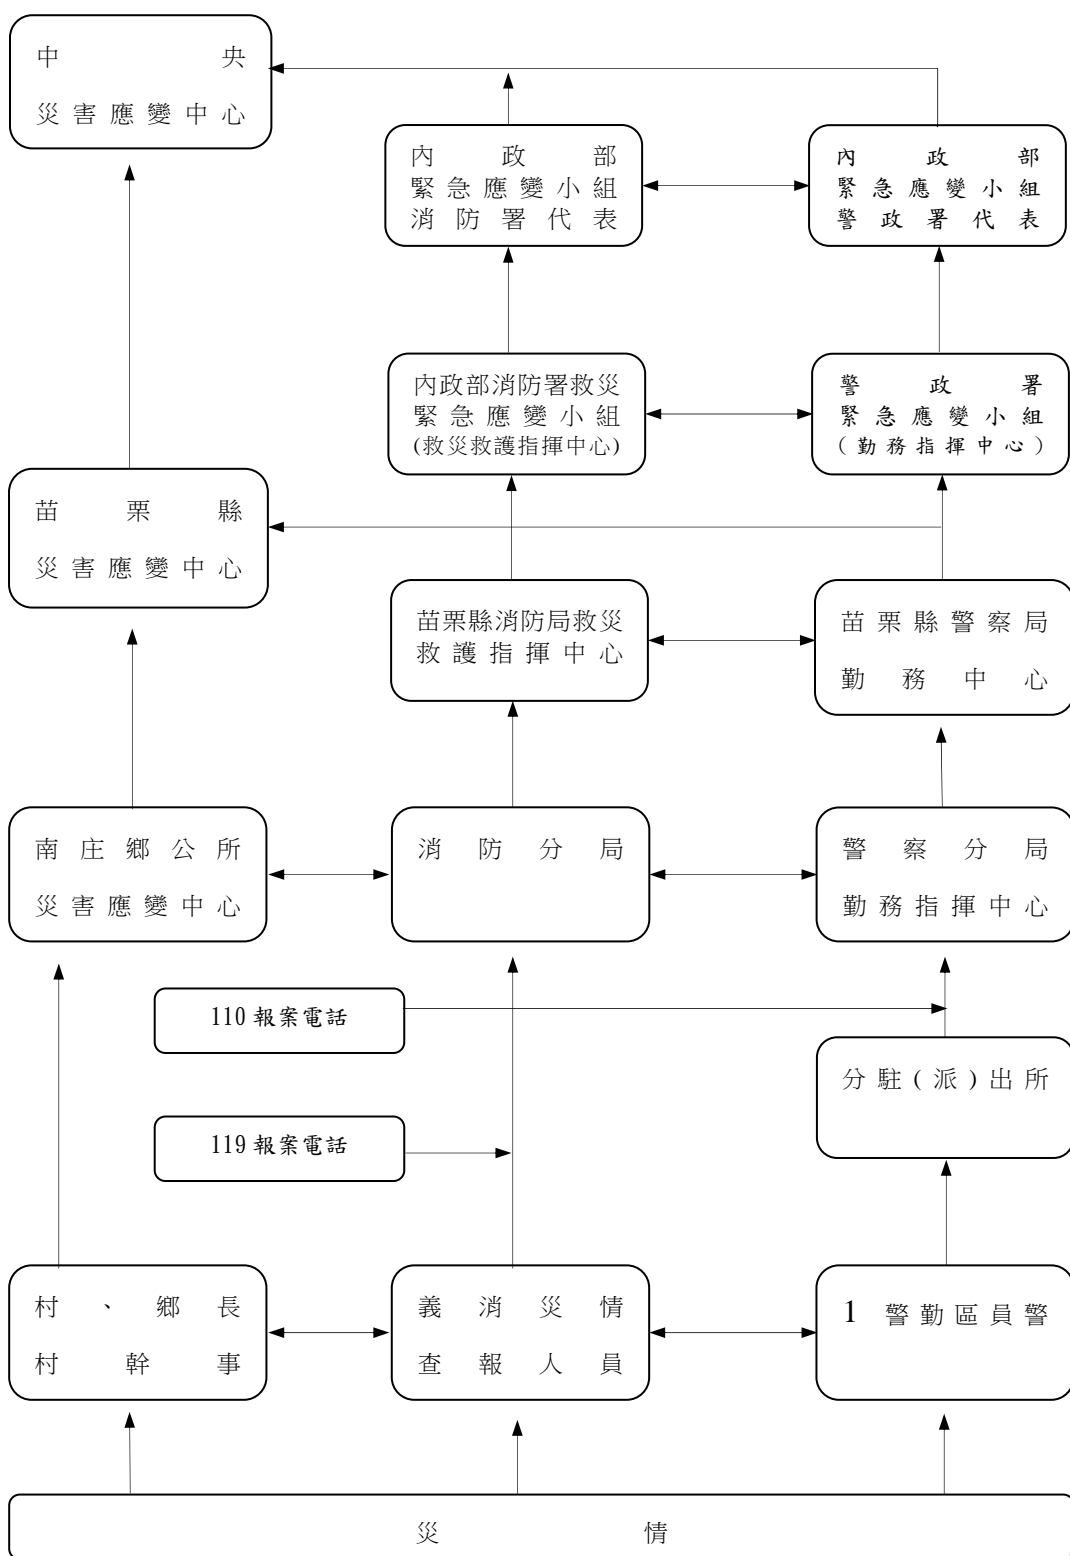 中央
災害應變中心
內政部
緊急應變小組
消防署代表
內政部
緊急應變小組
警政署代表
內政部消防署救災
緊急應變小組
(救災救護指揮中心)
警政署
緊急應變小組
(勤務指揮中心)
苗栗縣
災害應變中心
苗栗縣消防局救災
救護指揮中心
苗栗縣警察局
勤務中心
南庄鄉公所
災害應變中心
消防分局
警察分局
勤務指揮中心
110報案電話
分駐(派)出所
119報案電話
村、鄉長
村幹事
義消災情
查報人員
1 警勤區員警
災情